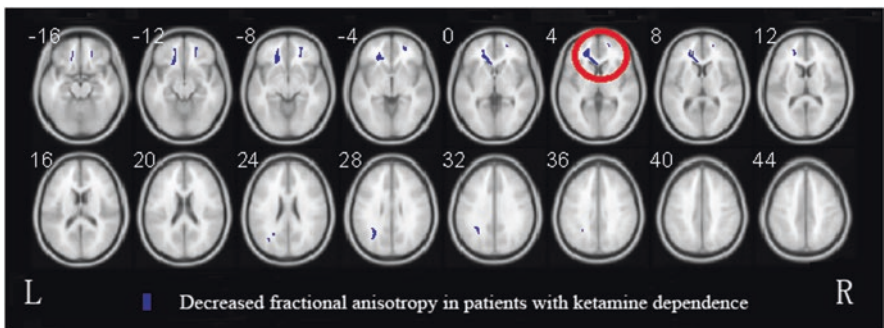 -16 -12 -8 -4 0 4 8 12
16 20 24 28 32 36 40 44
L R
Decreased fractional anisotropy in patients with ketamine dependence